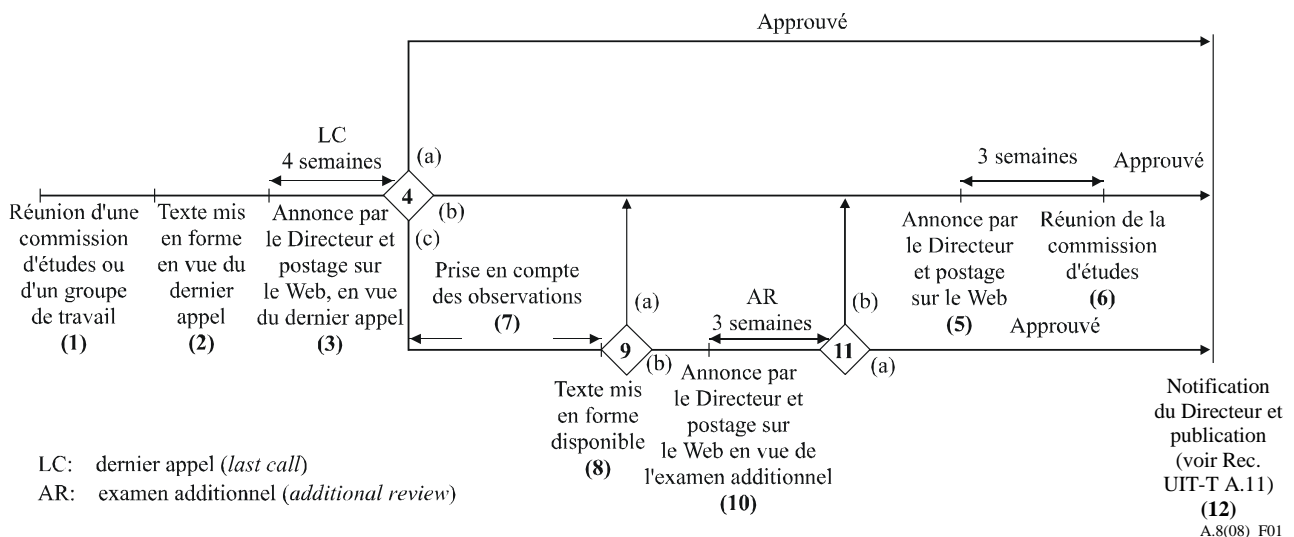 Approuvé
LC
4 semaines
(a)
4
(b)
(c)
3 semaines
Approuvé
Réunion d'une
commission
d'études ou
d'un groupe
de travail
(1)
Texte mis
en forme
en vue du
dernier
appel
(2)
Annonce par
le Directeur et
postage sur
le Web, en vue
du dernier appel
(3)
Prise en compte
des observations
(7)
(a)
9
(b)
AR
3 semaines
(b)
11
(a)
Annonce par
le Directeur
et postage
sur le Web
(5)
Réunion de la
commission
d'études
(6)
Approuvé
Texte mis
en forme
disponible
(8)
Annonce par
le Directeur et
postage sur
le Web en vue de
l'examen additionnel
(10)
Notification
du Directeur et
publication
(voir Rec.
UIT-T A.11)
(12)
LC: dernier appel (last call)
AR: examen additionnel (additional review)
A.8(08)_F01